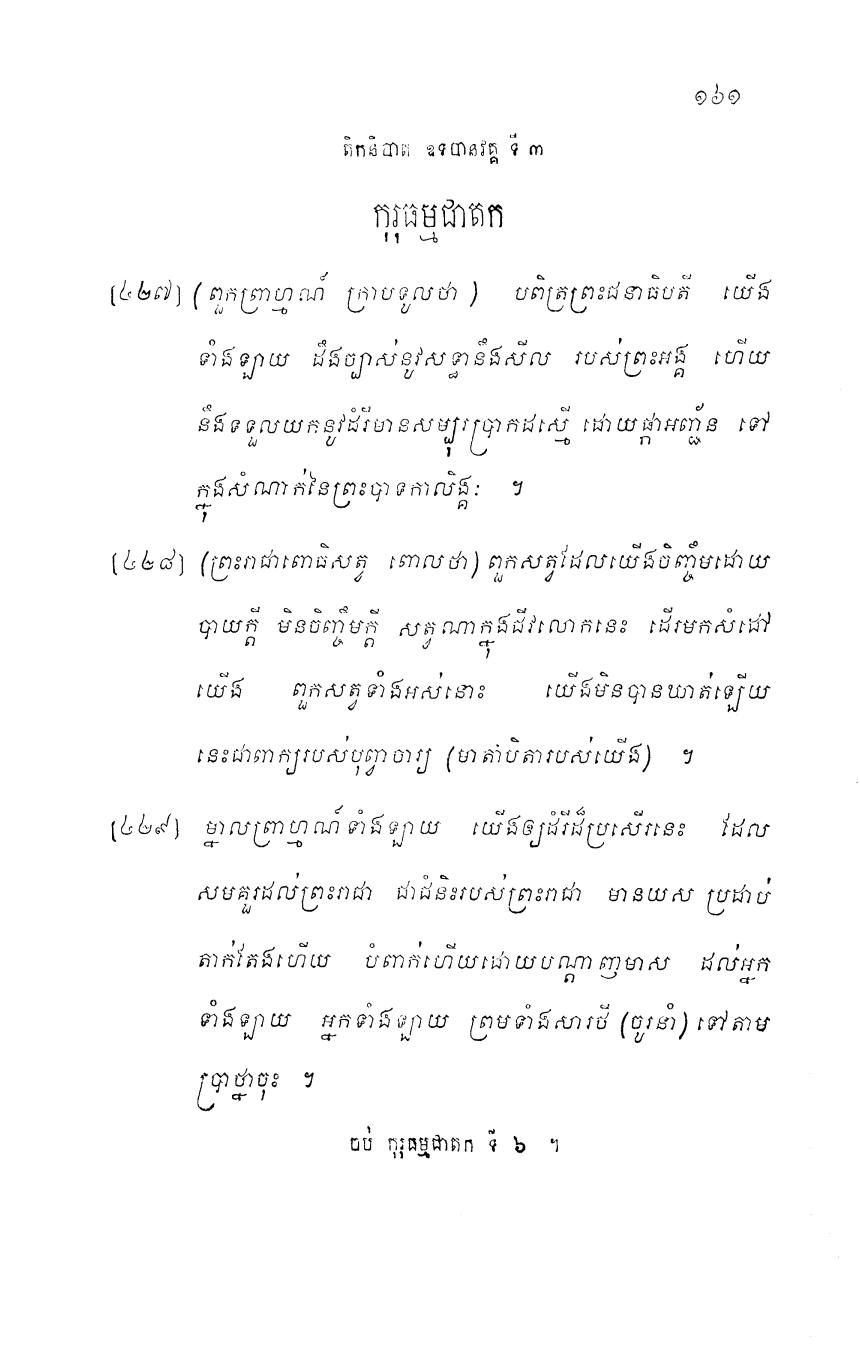 ១៦១
តិកនិបាត ឧទបានវគ្គ ទី ៣
កុរុធម្មជាតក
[៤២៧] (ពួកព្រាហ្មណ៍ ក្រាបទូលថា) បពិត្រព្រះជនាធិបតី យើង
ទាំងឡាយ ដឹងច្បាស់នូវសទ្ធានឹងសីល របស់ព្រះអង្គ ហើយ
នឹងទទួលយកនូវដំរីមានសម្បុរប្រាកដស្មើ ដោយផ្កាអញ្ជ័ន ទៅ
ក្នុងសំណាក់នៃព្រះបាទកាលិង្គៈ ។
[៤២៨] (ព្រះរាជាពោធិសត្វ ពោលថា) ពួកសត្វដែលយើងចិញ្ចឹមដោយ
បាយក្តី មិនចិញ្ចឹមក្តី សត្វណាក្នុងជីវលោកនេះ ដើរមកសំដៅ
យើង ពួកសត្វទាំងអស់នោះ យើងមិនបានឃាត់ឡើយ
នេះជាពាក្យរបស់បុព្វាចារ្យ (មាតាបិតារបស់យើង) ។
[៤២៩] ម្នាលព្រាហ្មណ៍ទាំងឡាយ យើងឲ្យដំរីដ៏ប្រសើរនេះ ដែល
សមគួរដល់ព្រះរាជា ជាជំនិះរបស់ព្រះរាជា មានយស ប្រដាប់
តាក់តែងហើយ បំពាក់ហើយដោយបណ្តាញមាស ដល់អ្នក
ទាំងឡាយ អ្នកទាំងឡាយ ព្រមទាំងសារថី (ចូរនាំ) ទៅតាម
ប្រាថ្នាចុះ ។
ចប់ កុរុធម្មជាតក ទី ៦ ។